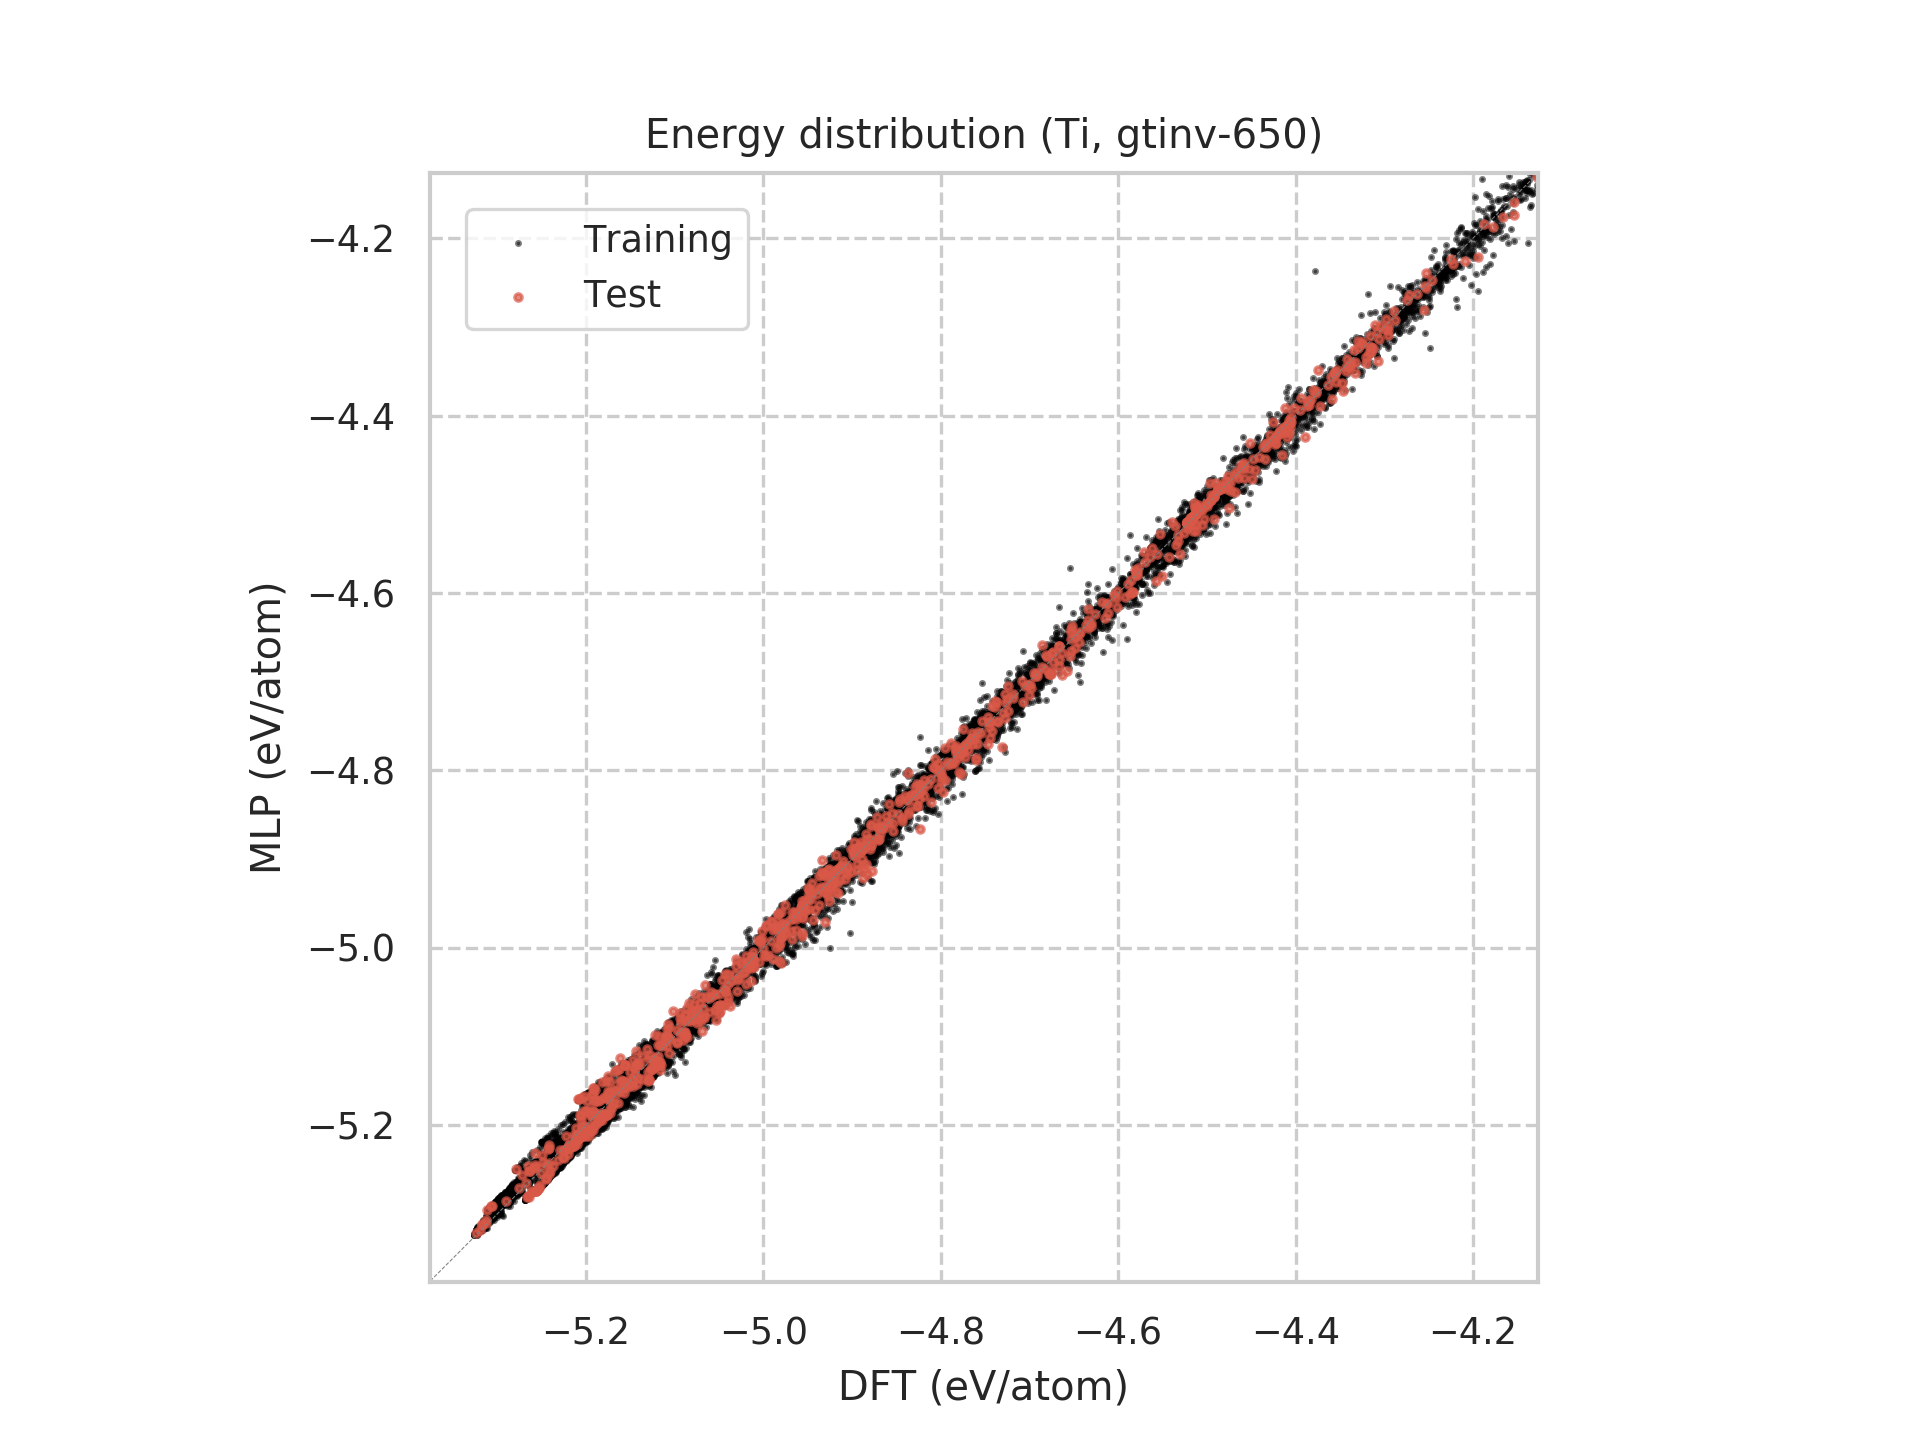 Energy distribution (Ti, gtinv-650)
Training
Test
−4.2
−4.4
−4.6
−4.8
−5.0
−5.2
MLP (eV/atom)
−5.2 −5.0 −4.8 −4.6 −4.4 −4.2
DFT (eV/atom)